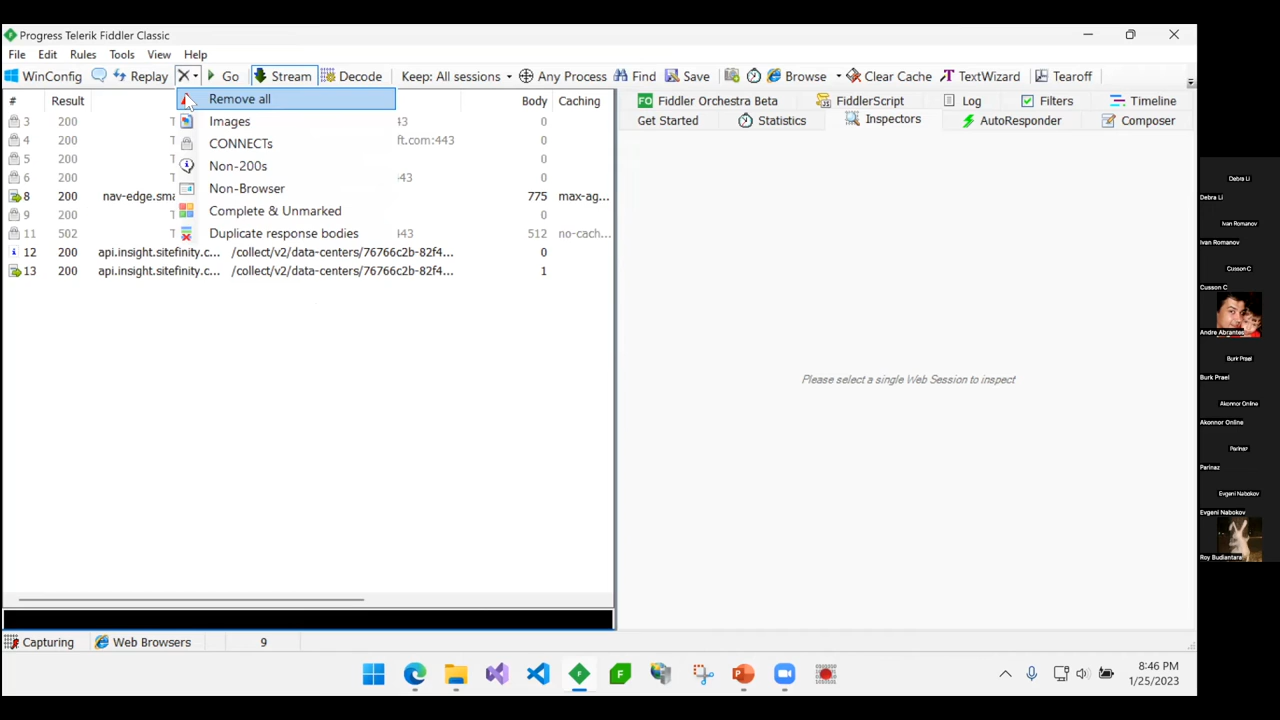 Progress Telerik Fiddler Classic
File Edit Rules Tools View Help
WinConfig Replay Go Stream Decode Keep: All sessions Any Process Find Save Browse Clear Cache TextWizard Tearoff
# Result Body Caching
3 200 T 43 0
4 200 T ft.com:443 0
5 200 T 0
6 200 T -43 0
8 200 nav-edge.sma 775 max-ag...
9 200 T 0
11 502 T 443 512 no-cach...
12 200 api.insight.sitefinity.c... /collect/v2/data-centers/76766c2b-82f4... 0
13 200 api.insight.sitefinity.c... /collect/v2/data-centers/76766c2b-82f4... 1
Remove all
Images
CONNECTs
Non-200s
Non-Browser
Complete & Unmarked
Duplicate response bodies
FO Fiddler Orchestra Beta FiddlerScript Log Filters Timeline
Get Started Statistics Inspectors AutoResponder Composer
Please select a single Web Session to inspect
Capturing Web Browsers 9
8:46 PM
1/25/2023
Debra Li
Debra Li
Ivan Romanov
Ivan Romanov
Cusson C
Cusson C
Andre Abrantes
Burk Prael
Burk Prael
Akonnor Online
Akonnor Online
Parinaz
Parinaz
Evgeni Nabokov
Evgeni Nabokov
Roy Budiantara